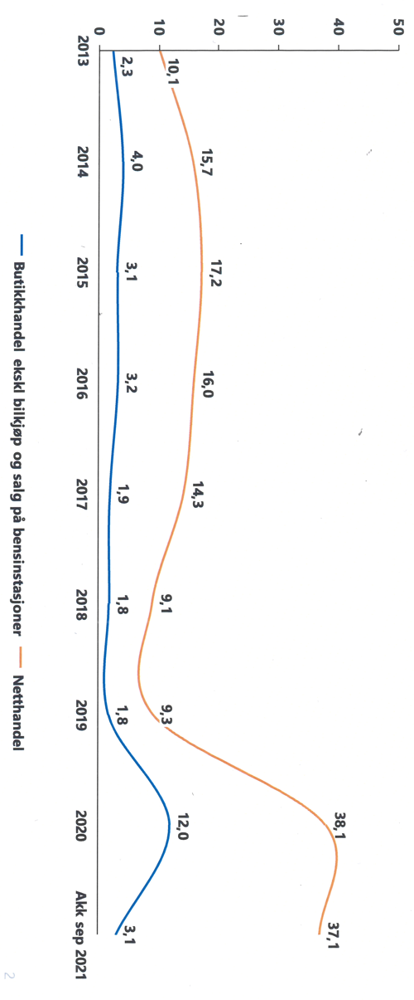 50
40
30
20
10
0
10,1 15,7 17,2 16,0 14,3 9,1 9,3 38,1 37,1
2,3 4,0 3,1 3,2 1,9 1,8 1,8 12,0 3,1
2013 2014 2015 2016 2017 2018 2019 2020 Akk sep 2021
Butikkhandel ekskl bilkjøp og salg på bensinstasjoner Netthandel
2